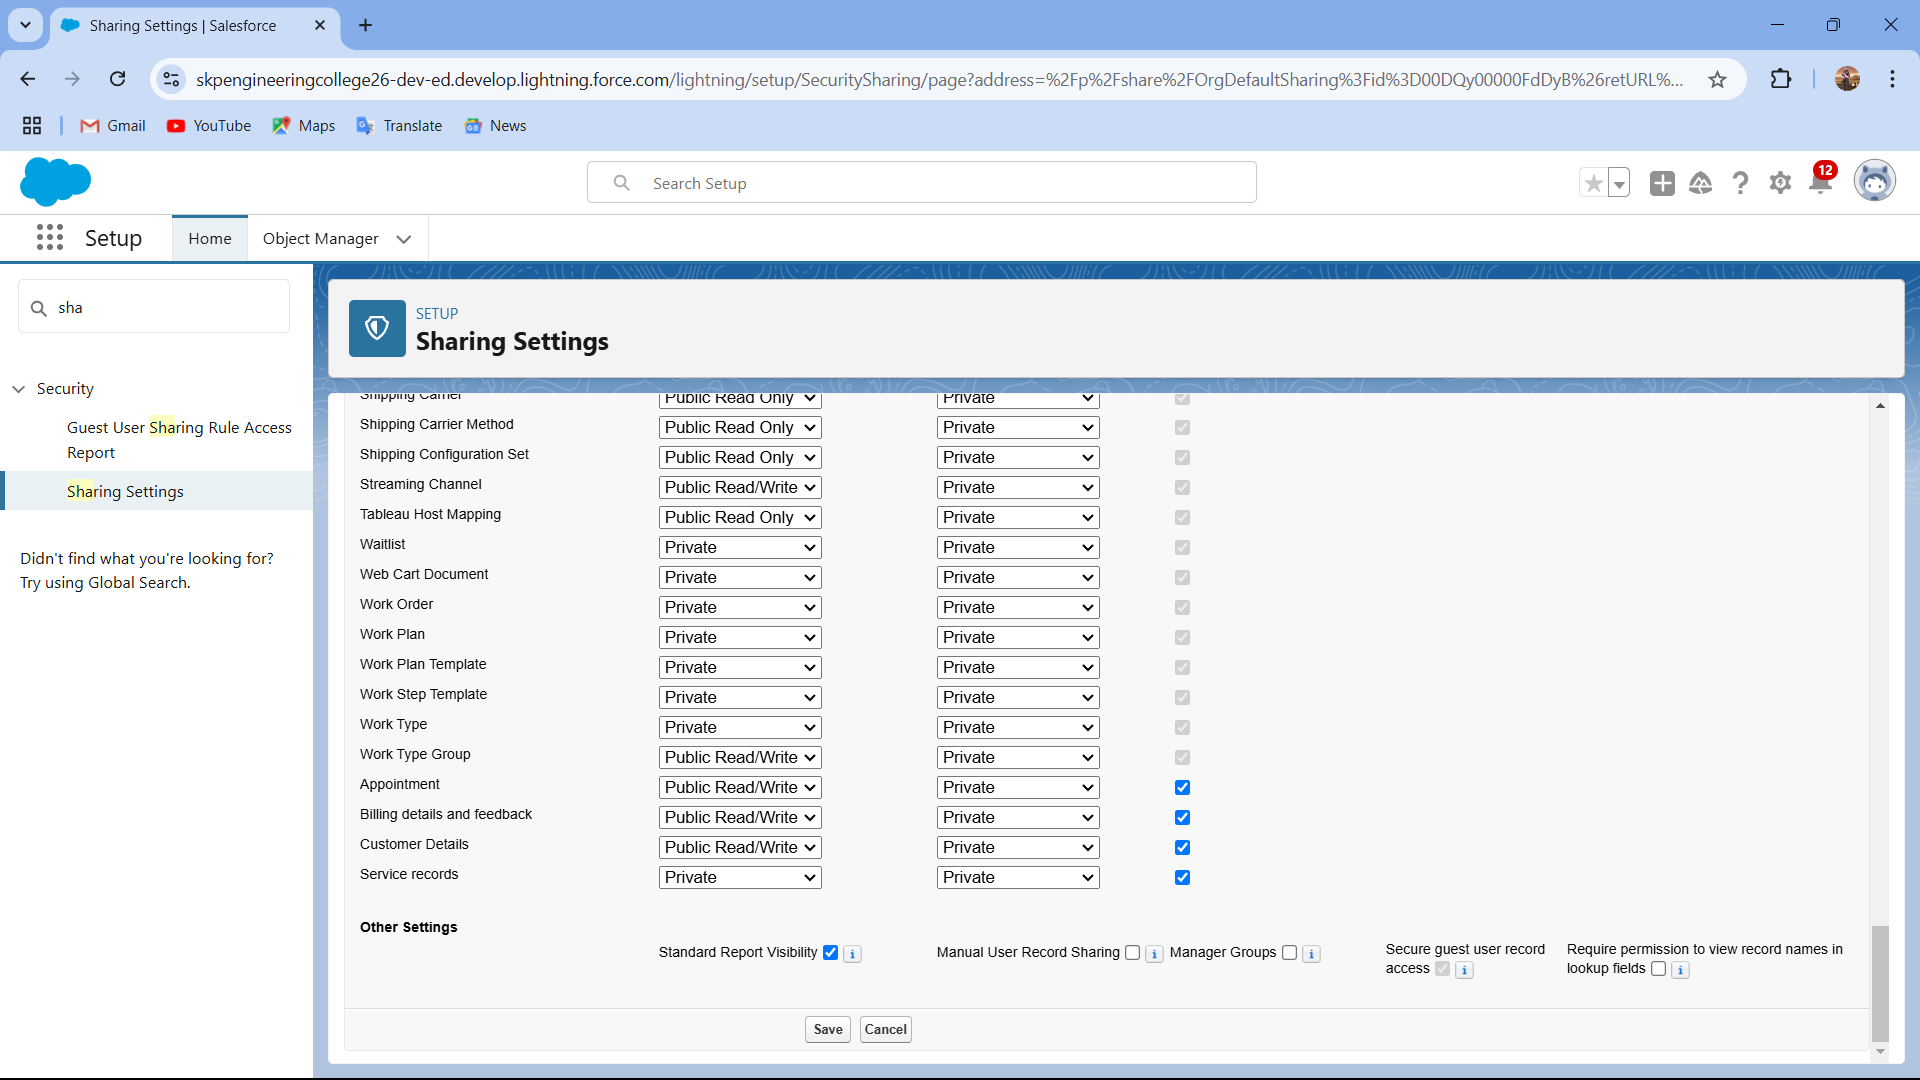 Sharing Settings | Salesforce
skpengineeringcollege26-dev-ed.develop.lightning.force.com/lightning/setup/SecuritySharing/page?address=%2Fp%2Fshare%2FOrgDefaultSharing%3Fid%3D00DQy00000FdDyB%26retURL%...
Gmail YouTube Maps Translate News
Search Setup
12
Setup Home Object Manager
sha
Security
Guest User Sharing Rule Access
Report
Sharing Settings
Didn't find what you're looking for?
Try using Global Search.
SETUP
Sharing Settings
Shipping Carrier Public Read Only Private
Shipping Carrier Method Public Read Only Private
Shipping Configuration Set Public Read Only Private
Streaming Channel Public Read/Write Private
Tableau Host Mapping Public Read Only Private
Waitlist Private Private
Web Cart Document Private Private
Work Order Private Private
Work Plan Private Private
Work Plan Template Private Private
Work Step Template Private Private
Work Type Private Private
Work Type Group Public Read/Write Private
Appointment Public Read/Write Private
Billing details and feedback Public Read/Write Private
Customer Details Public Read/Write Private
Service records Private Private
Other Settings
Standard Report Visibility i Manual User Record Sharing i Manager Groups i
Secure guest user record
access i
Require permission to view record names in
lookup fields i
Save Cancel